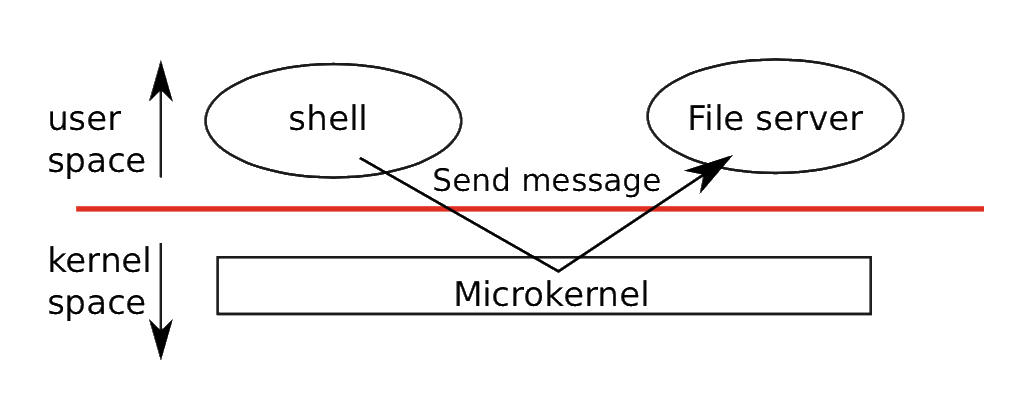 user
space
shell
File server
Send message
kernel
space
Microkernel